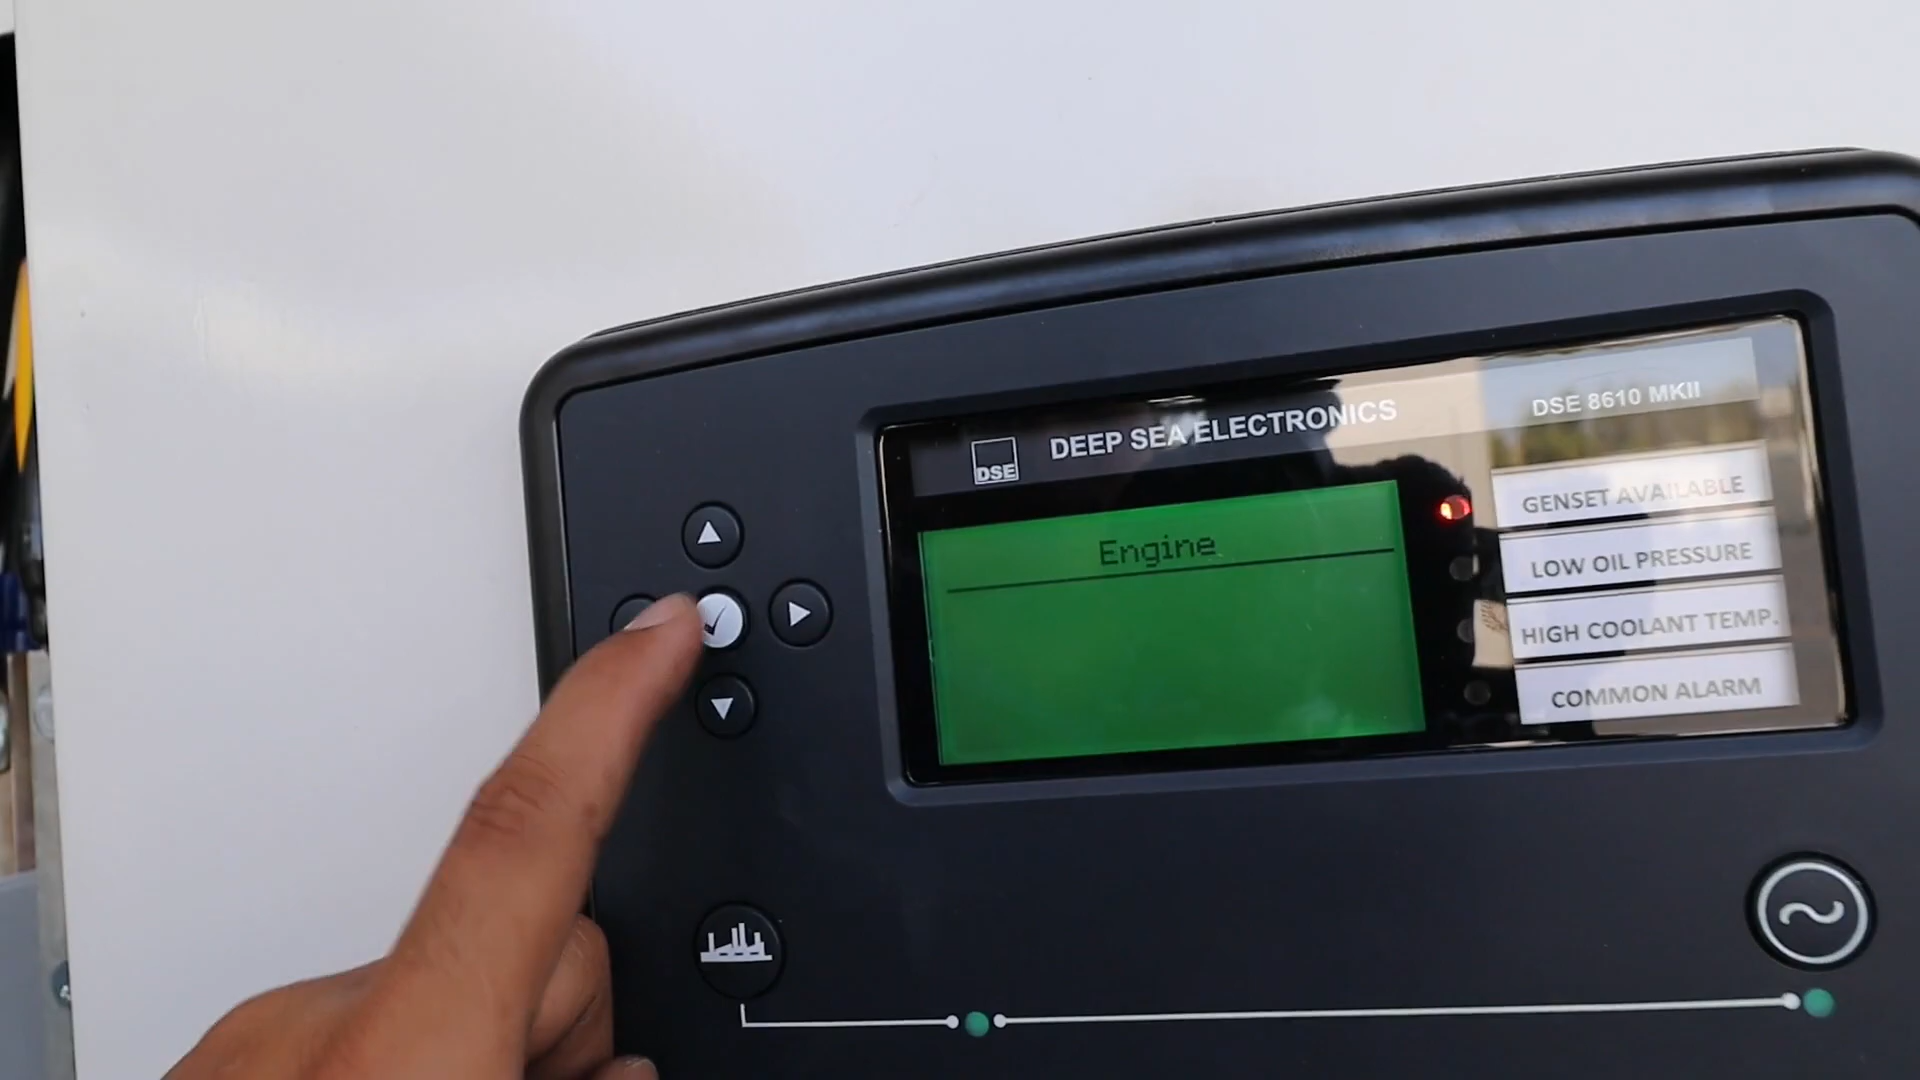 DSE
DEEP SEA ELECTRONICS
DSE 8610 MKII
Engine
GENSET AVAILABLE
LOW OIL PRESSURE
HIGH COOLANT TEMP.
COMMON ALARM